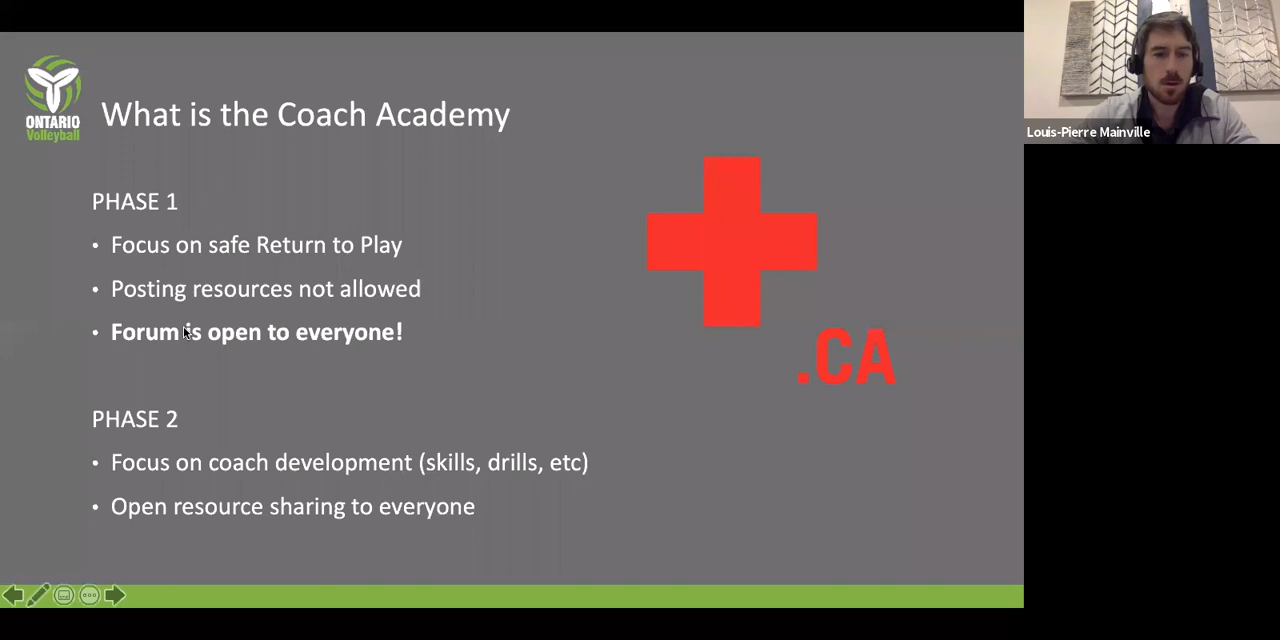 ONTARIO
Volleyball
What is the Coach Academy
PHASE 1
• Focus on safe Return to Play
• Posting resources not allowed
• Forum is open to everyone!
.CA
PHASE 2
• Focus on coach development (skills, drills, etc)
• Open resource sharing to everyone
Louis-Pierre Mainville